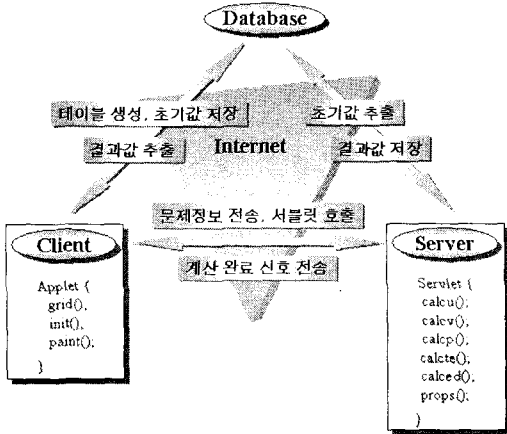 Database
테이블 생성, 초기값 저장
초기값 추출
결과값 추출
Internet
결과값 저장
문제정보 전송, 서블릿 호출
계산 완료 신호 전송
Client
Applet {
grid(),
init(),
paint();
}
Server
Servlet {
calcu();
calcv();
calcp();
calcte();
calced();
props();
}